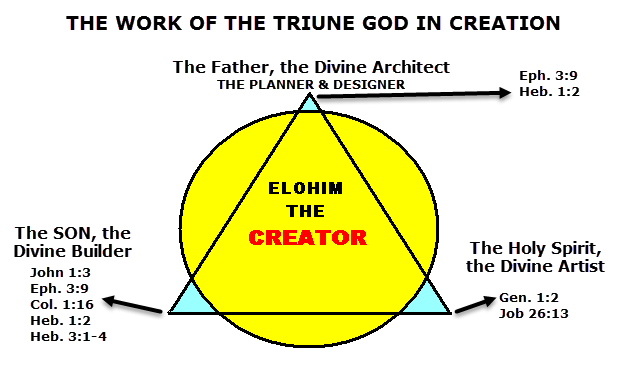 THE WORK OF THE TRIUNE GOD IN CREATION
The Father, the Divine Architect
THE PLANNER & DESIGNER
Eph. 3:9
Heb. 1:2
ELOHIM
THE
CREATOR
The SON, the
Divine Builder
John 1:3
Eph. 3:9
Col. 1:16
Heb. 1:2
Heb. 3:1-4
The Holy Spirit,
the Divine Artist
Gen. 1:2
Job 26:13